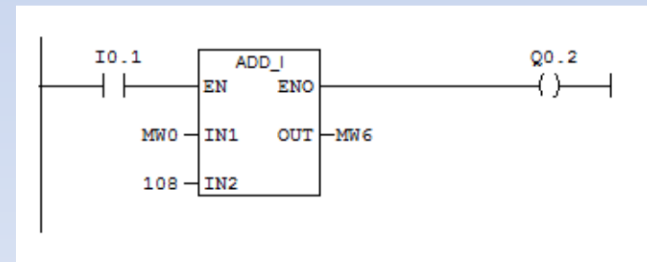 I0.1 ADD_I Q0.2
EN ENO
MW0 IN1 OUT MW6
108 IN2